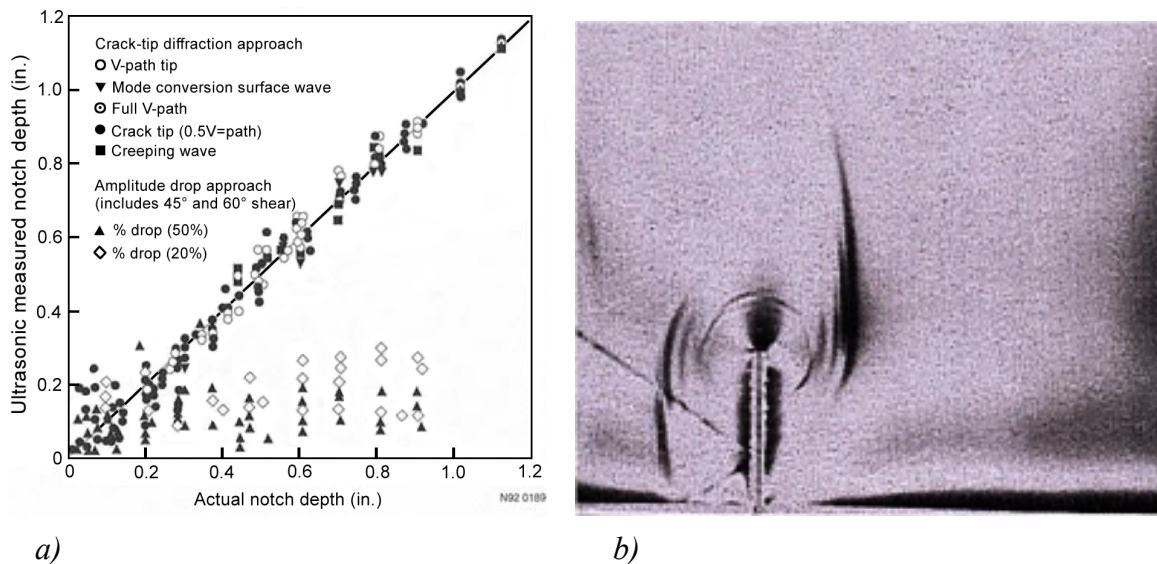 1.2
1.0
0.8
0.6
0.4
0.2
0
Ultrasonic measured notch depth (in.)
Crack-tip diffraction approach
V-path tip
Mode conversion surface wave
Full V-path
Crack tip (0.5V=path)
Creeping wave
Amplitude drop approach
(includes 45° and 60° shear)
% drop (50%)
% drop (20%)
0 0.2 0.4 0.6 0.8 1.0 1.2
Actual notch depth (in.)
N92 0189
a)
b)